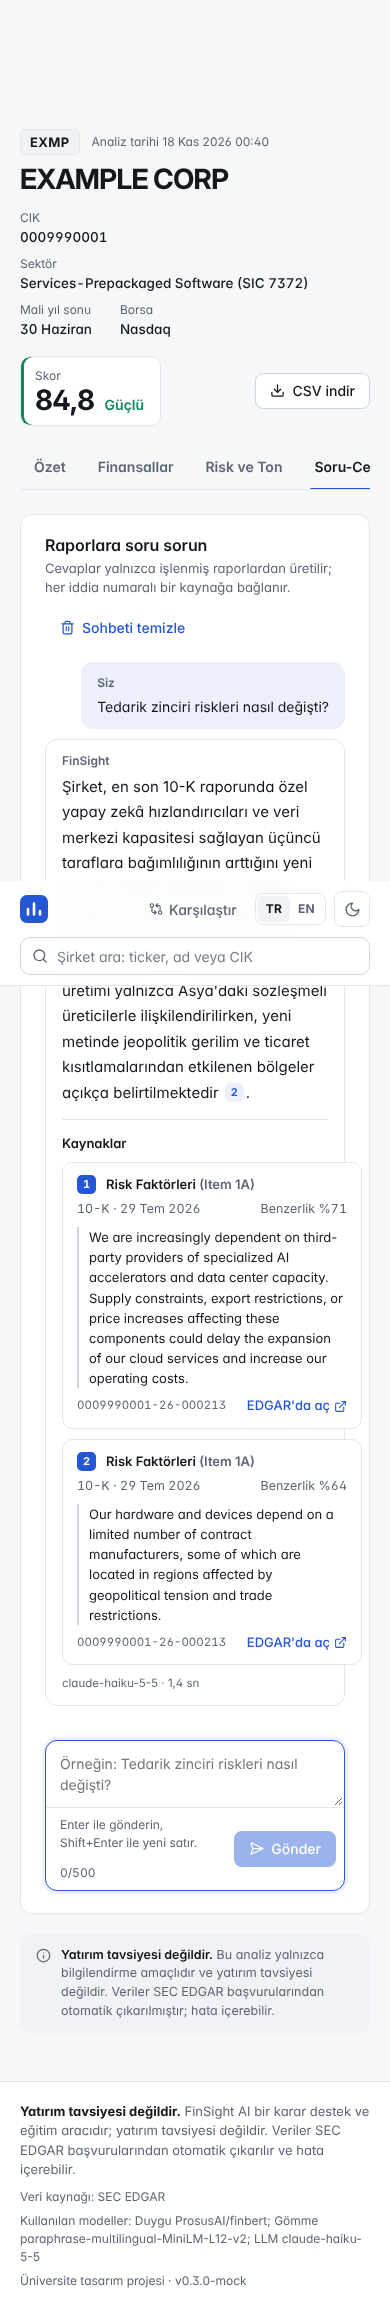 EXMP Analiz tarihi 18 Kas 2026 00:40
EXAMPLE CORP
CIK
0009990001
Sektör
Services-Prepackaged Software (SIC 7372)
Mali yıl sonu Borsa
30 Haziran Nasdaq
Skor
84,8 Güçlü
CSV indir
Özet Finansallar Risk ve Ton Soru-Ce
Raporlara soru sorun
Cevaplar yalnızca işlenmiş raporlardan üretilir;
her iddia numaralı bir kaynağa bağlanır.
Sohbeti temizle
Siz
Tedarik zinciri riskleri nasıl değişti?
FinSight
Şirket, en son 10-K raporunda özel
yapay zekâ hızlandırıcıları ve veri
merkezi kapasitesi sağlayan üçüncü
taraflara bağımlılığının arttığını yeni
Karşılaştır TR EN
Şirket ara: ticker, ad veya CIK
üretimi yalnızca Asya'daki sözleşmeli
üreticilerle ilişkilendirilirken, yeni
metinde jeopolitik gerilim ve ticaret
kısıtlamalarından etkilenen bölgeler
açıkça belirtilmektedir 2 .
Kaynaklar
1 Risk Faktörleri (Item 1A)
10-K · 29 Tem 2026 Benzerlik %71
We are increasingly dependent on third-
party providers of specialized AI
accelerators and data center capacity.
Supply constraints, export restrictions, or
price increases affecting these
components could delay the expansion
of our cloud services and increase our
operating costs.
0009990001-26-000213 EDGAR'da aç
2 Risk Faktörleri (Item 1A)
10-K · 29 Tem 2026 Benzerlik %64
Our hardware and devices depend on a
limited number of contract
manufacturers, some of which are
located in regions affected by
geopolitical tension and trade
restrictions.
0009990001-26-000213 EDGAR'da aç
claude-haiku-5-5 · 1,4 sn
Örneğin: Tedarik zinciri riskleri nasıl
değişti?
Enter ile gönderin,
Shift+Enter ile yeni satır.
0/500
Gönder
Yatırım tavsiyesi değildir. Bu analiz yalnızca
bilgilendirme amaçlıdır ve yatırım tavsiyesi
değildir. Veriler SEC EDGAR başvurularından
otomatik çıkarılmıştır; hata içerebilir.
Yatırım tavsiyesi değildir. FinSight AI bir karar destek ve
eğitim aracıdır; yatırım tavsiyesi değildir. Veriler SEC
EDGAR başvurularından otomatik çıkarılır ve hata
içerebilir.
Veri kaynağı: SEC EDGAR
Kullanılan modeller: Duygu ProsusAI/finbert; Gömme
paraphrase-multilingual-MiniLM-L12-v2; LLM claude-haiku-
5-5
Üniversite tasarım projesi · v0.3.0-mock